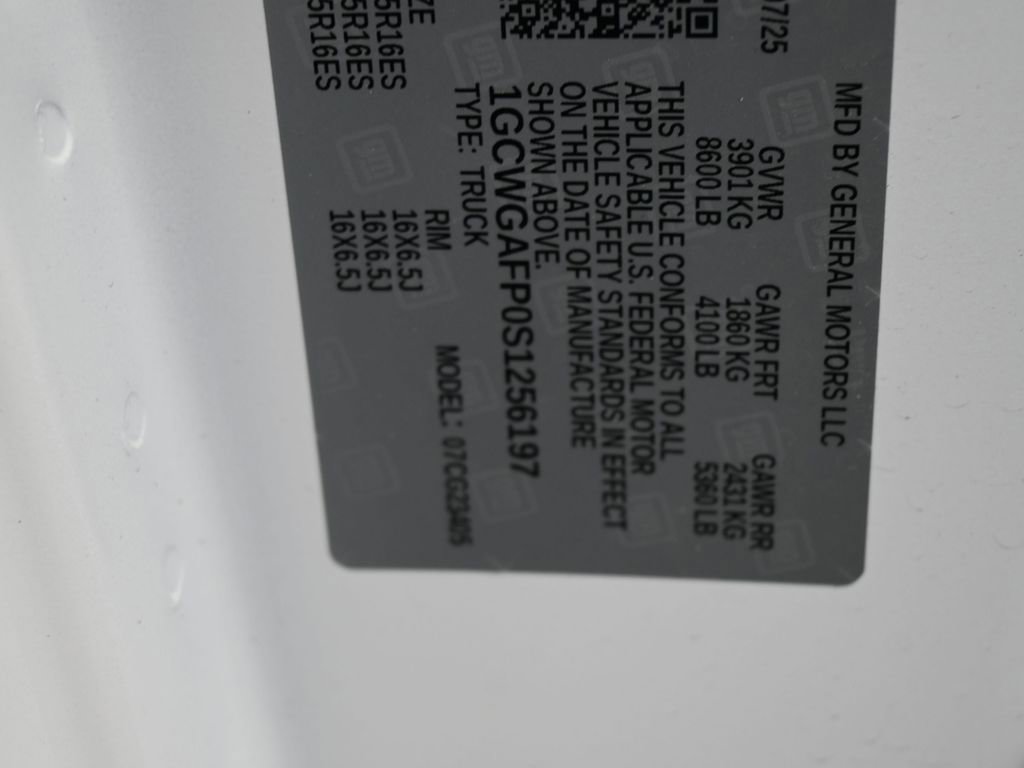 MFD BY GENERAL MOTORS LLC
07/25
GVWR GAWR FRT GAWR RR
3901 KG 1860 KG 2431 KG
8600 LB 4100 LB 5360 LB
THIS VEHICLE CONFORMS TO ALL
APPLICABLE U.S. FEDERAL MOTOR
VEHICLE SAFETY STANDARDS IN EFFECT
ON THE DATE OF MANUFACTURE
SHOWN ABOVE.
1GCWGAFP0S1256197
TYPE: TRUCK
MODEL: 07CG23405
ZE RIM
5R16ES 16X6.5J
5R16ES 16X6.5J
5R16ES 16X6.5J